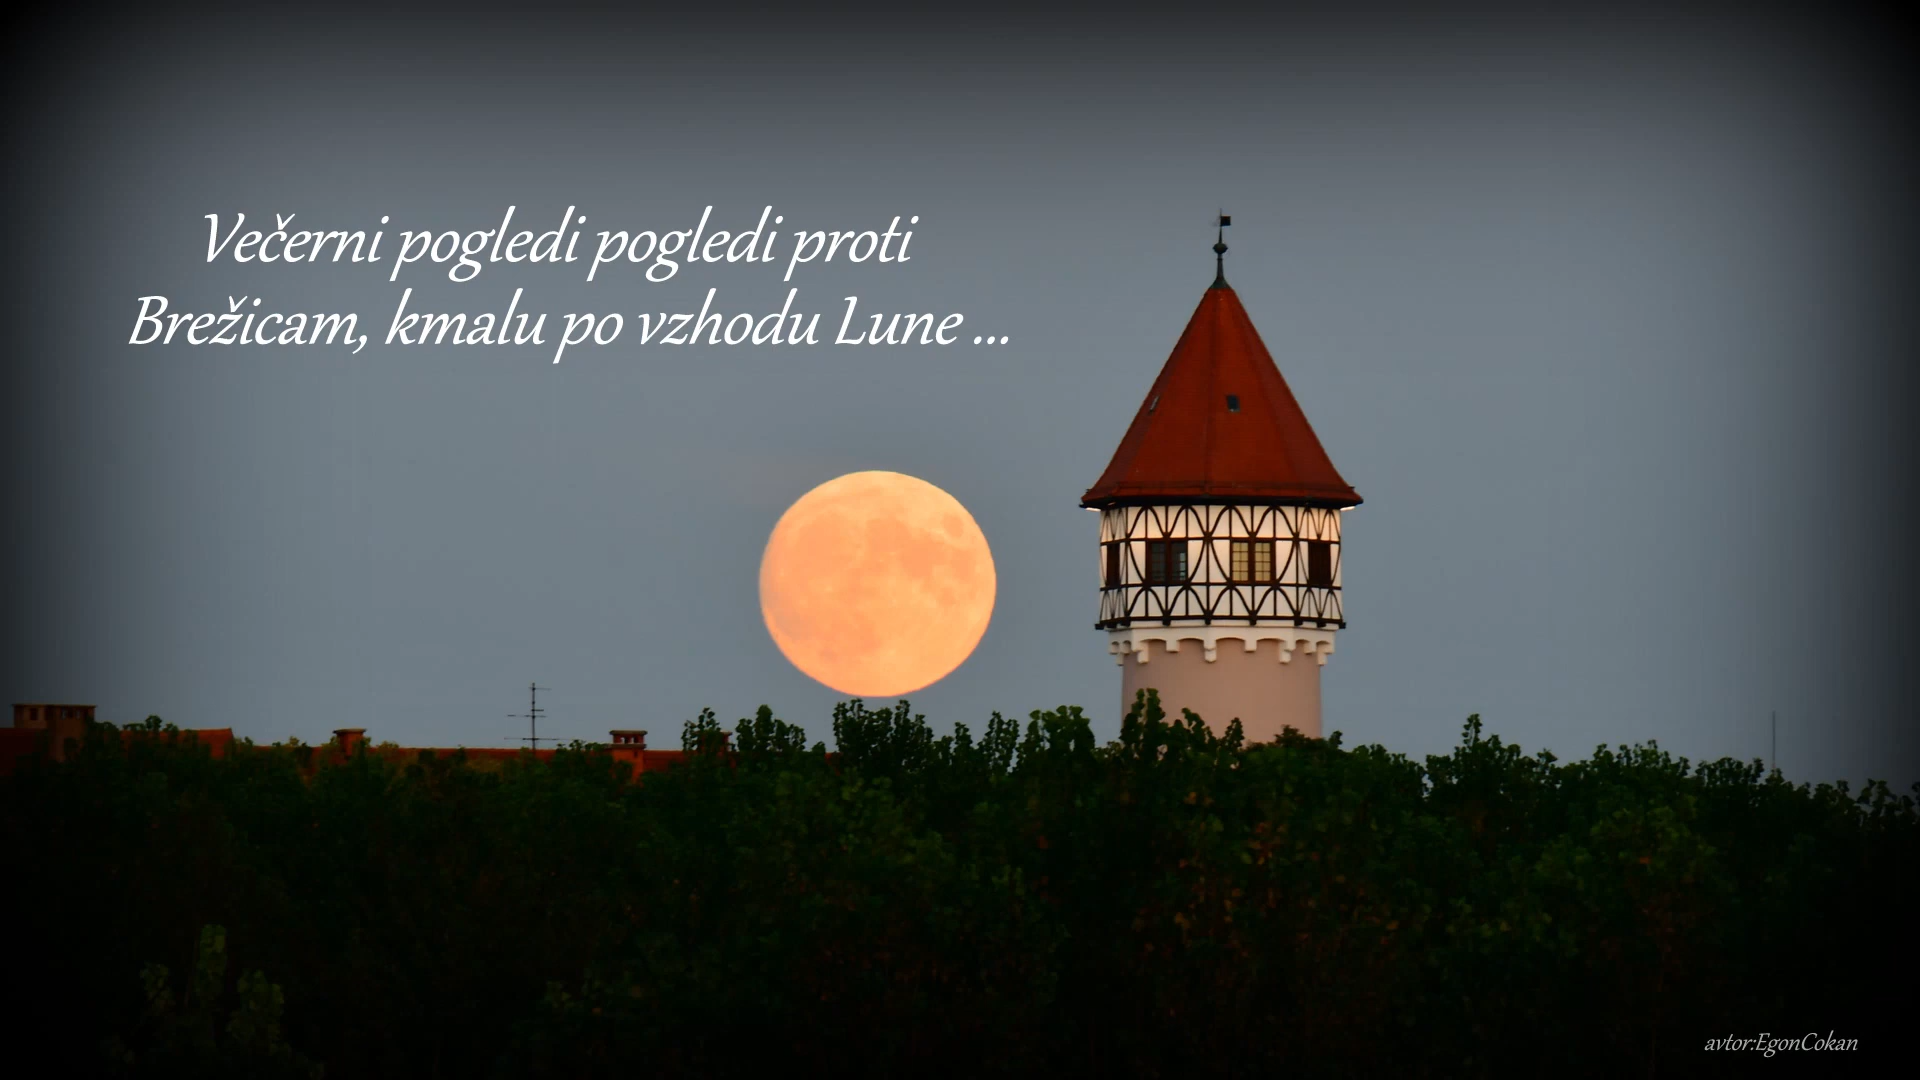 Večerni pogledi pogledi proti
Brežicam, kmalu po vzhodu Lune ...
avtor:EgonCokan